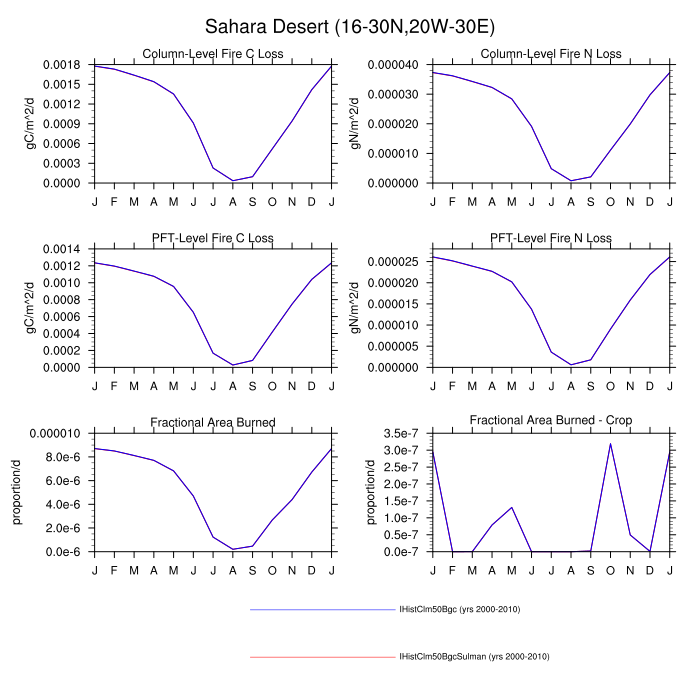 Sahara Desert (16-30N,20W-30E)
Column-Level Fire C Loss
gC/m^2/d
0.0018
0.0015
0.0012
0.0009
0.0006
0.0003
0.0000
J F M A M J J A S O N D J
Column-Level Fire N Loss
gN/m^2/d
0.000040
0.000030
0.000020
0.000010
0.000000
J F M A M J J A S O N D J
PFT-Level Fire C Loss
gC/m^2/d
0.0014
0.0012
0.0010
0.0008
0.0006
0.0004
0.0002
0.0000
J F M A M J J A S O N D J
PFT-Level Fire N Loss
gN/m^2/d
0.000025
0.000020
0.000015
0.000010
0.000005
0.000000
J F M A M J J A S O N D J
Fractional Area Burned
proportion/d
0.000010
8.0e-6
6.0e-6
4.0e-6
2.0e-6
0.0e-6
J F M A M J J A S O N D J
Fractional Area Burned - Crop
proportion/d
3.5e-7
3.0e-7
2.5e-7
2.0e-7
1.5e-7
1.0e-7
0.5e-7
0.0e-7
J F M A M J J A S O N D J
IHistClm50Bgc (yrs 2000-2010)
IHistClm50BgcSulman (yrs 2000-2010)